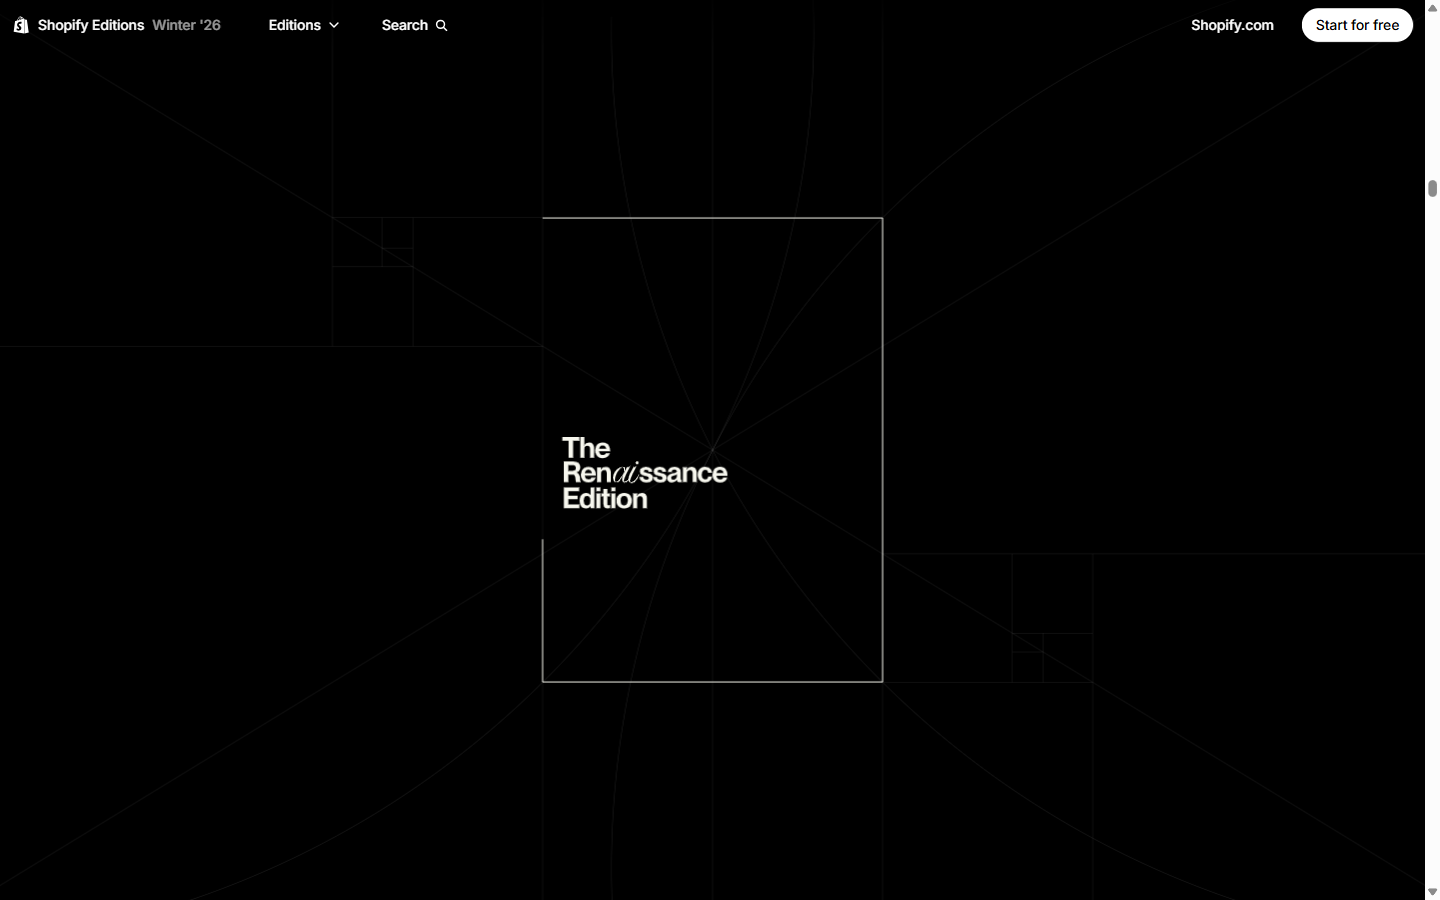 Shopify Editions Winter '26
Editions
Search
Shopify.com
Start for free
The
Renaissance
Edition